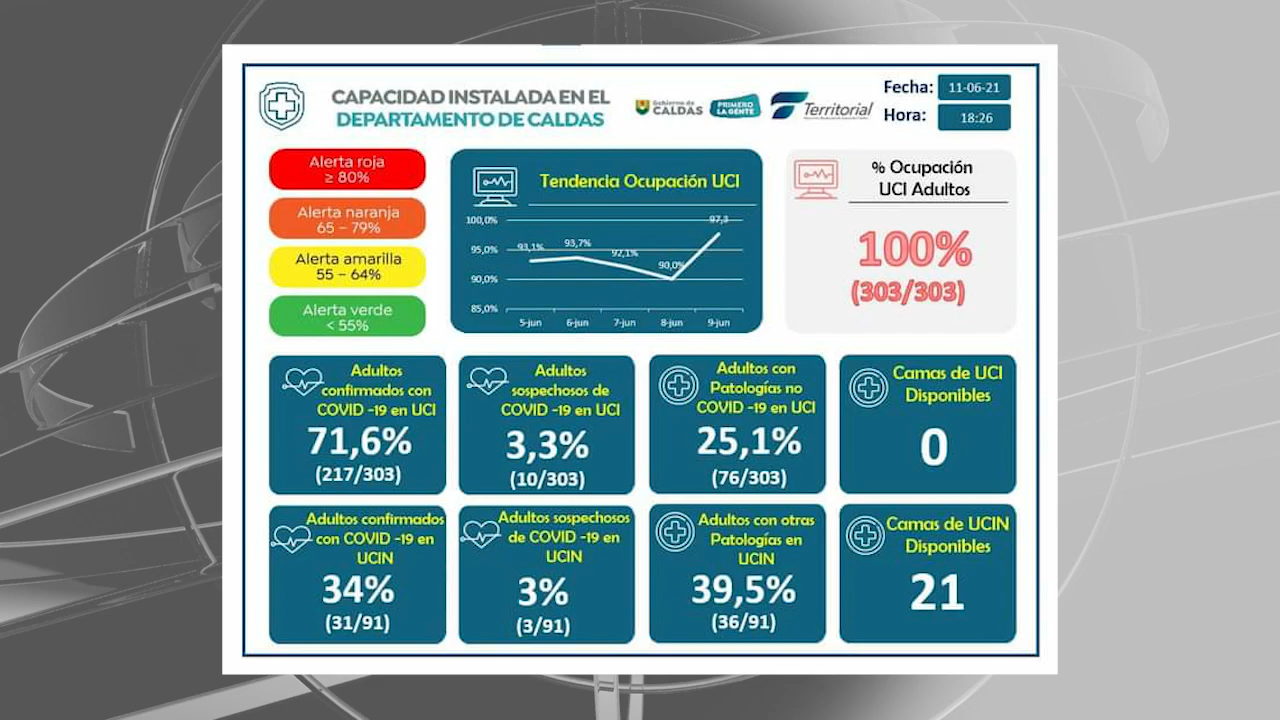 CAPACIDAD INSTALADA EN EL
DEPARTAMENTO DE CALDAS
Gobierno de
CALDAS
PRIMERO
LA GENTE
Territorial
Fecha: 11-06-21
Hora: 18:26
Alerta roja
≥ 80%
Alerta naranja
65 – 79%
Alerta amarilla
55 – 64%
Alerta verde
< 55%
Tendencia Ocupación UCI
100,0%
95,0%
90,0%
85,0%
93,1%
93,7%
92,1%
90,0%
97,3
5-jun
6-jun
7-jun
8-jun
9-jun
% Ocupación
UCI Adultos
100%
(303/303)
Adultos
confirmados con
COVID -19 en UCI
71,6%
(217/303)
Adultos
sospechosos de
COVID -19 en UCI
3,3%
(10/303)
Adultos con
Patologías no
COVID -19 en UCI
25,1%
(76/303)
Camas de UCI
Disponibles
0
Adultos confirmados
con COVID -19 en
UCIN
34%
(31/91)
Adultos sospechosos
de COVID -19 en
UCIN
3%
(3/91)
Adultos con otras
Patologías en
UCIN
39,5%
(36/91)
Camas de UCIN
Disponibles
21